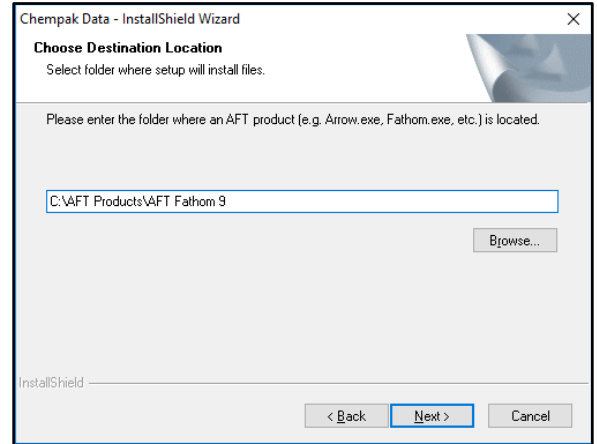 Chempak Data - InstallShield Wizard
Choose Destination Location
Select folder where setup will install files.
Please enter the folder where an AFT product (e.g. Arrow.exe, Fathom.exe, etc.) is located.
C:\AFT Products\AFT Fathom 9
Browse...
InstallShield
< Back
Next >
Cancel